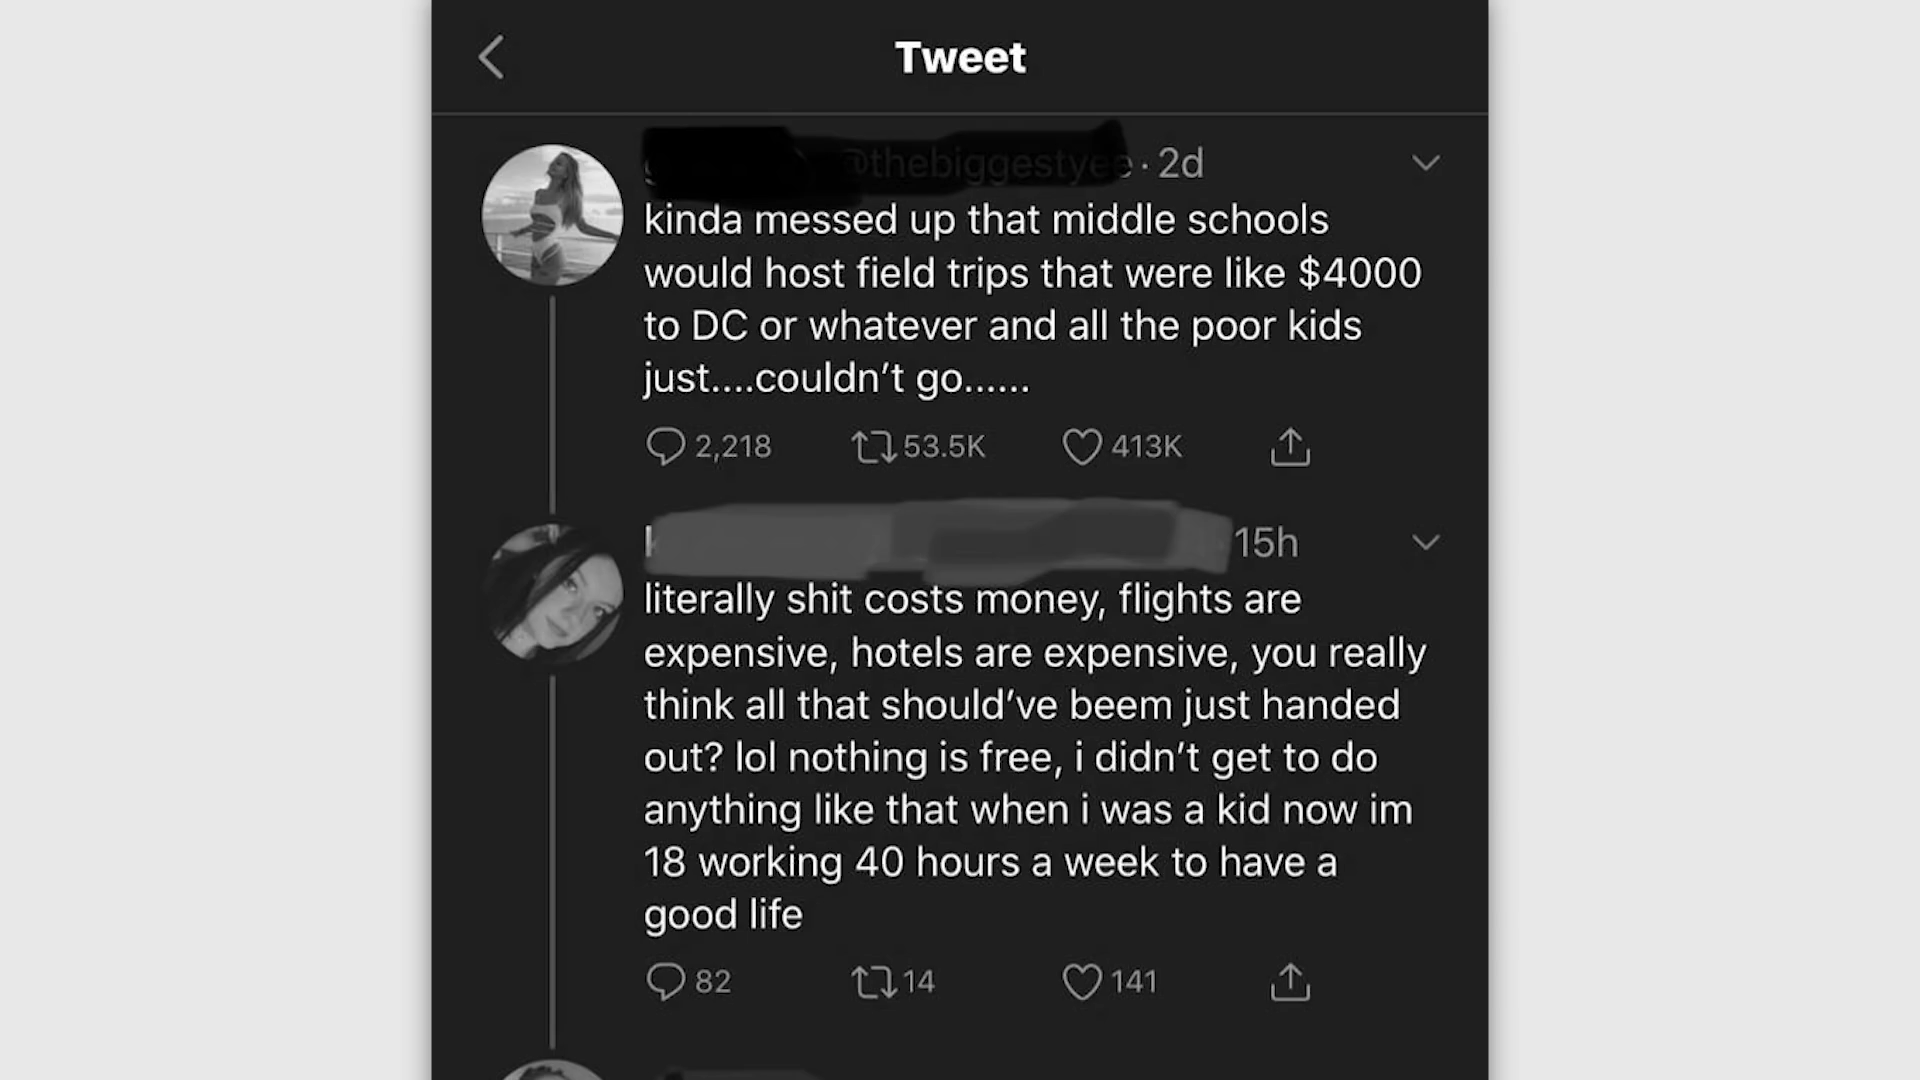 Tweet
@thebiggestyee · 2d
kinda messed up that middle schools
would host field trips that were like $4000
to DC or whatever and all the poor kids
just....couldn’t go......
2,218 53.5K 413K
15h
literally shit costs money, flights are
expensive, hotels are expensive, you really
think all that should’ve beem just handed
out? lol nothing is free, i didn’t get to do
anything like that when i was a kid now im
18 working 40 hours a week to have a
good life
82 14 141